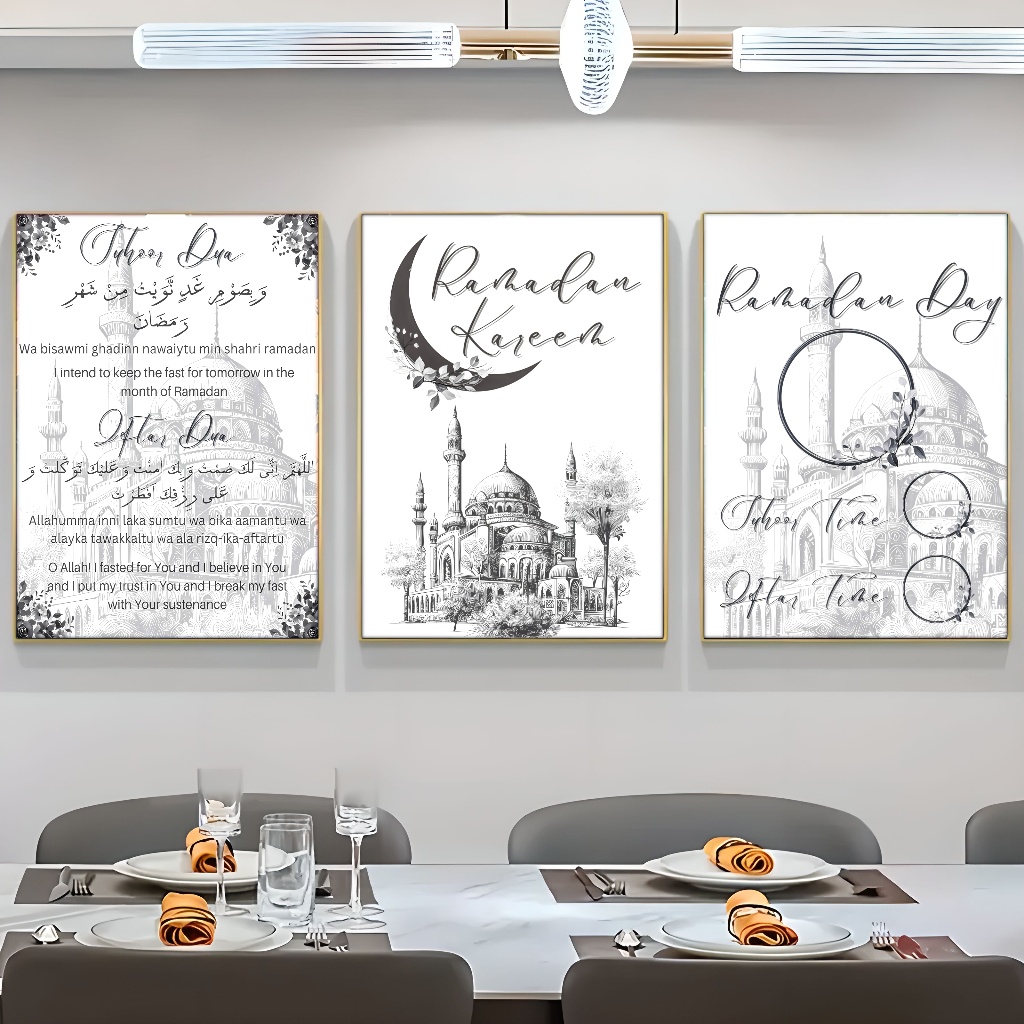 Suhoor Dua
وَبِصَوْمِ غَدٍ نَّوَيْتُ مِنْ شَهْرِ
رَمَضَانَ
Wa bisawmi ghadinn nawaiytu min shahri ramadan
I intend to keep the fast for tomorrow in the
month of Ramadan
Iftar Dua
اَللّٰهُمَّ اِنِّى لَكَ صُمْتُ وَبِكَ اٰمَنْتُ وَعَلَيْكَ تَوَكَّلْتُ وَ
عَلٰى رِزْقِكَ اَفْطَرْتُ
Allahumma inni laka sumtu wa bika aamantu wa
alayka tawakkaltu wa ala rizq-ika-aftartu
O Allah! I fasted for You and I believe in You
and I put my trust in You and I break my fast
with Your sustenance
Ramadan
Kareem
Ramadan Day
Suhoor Time
Iftar Time